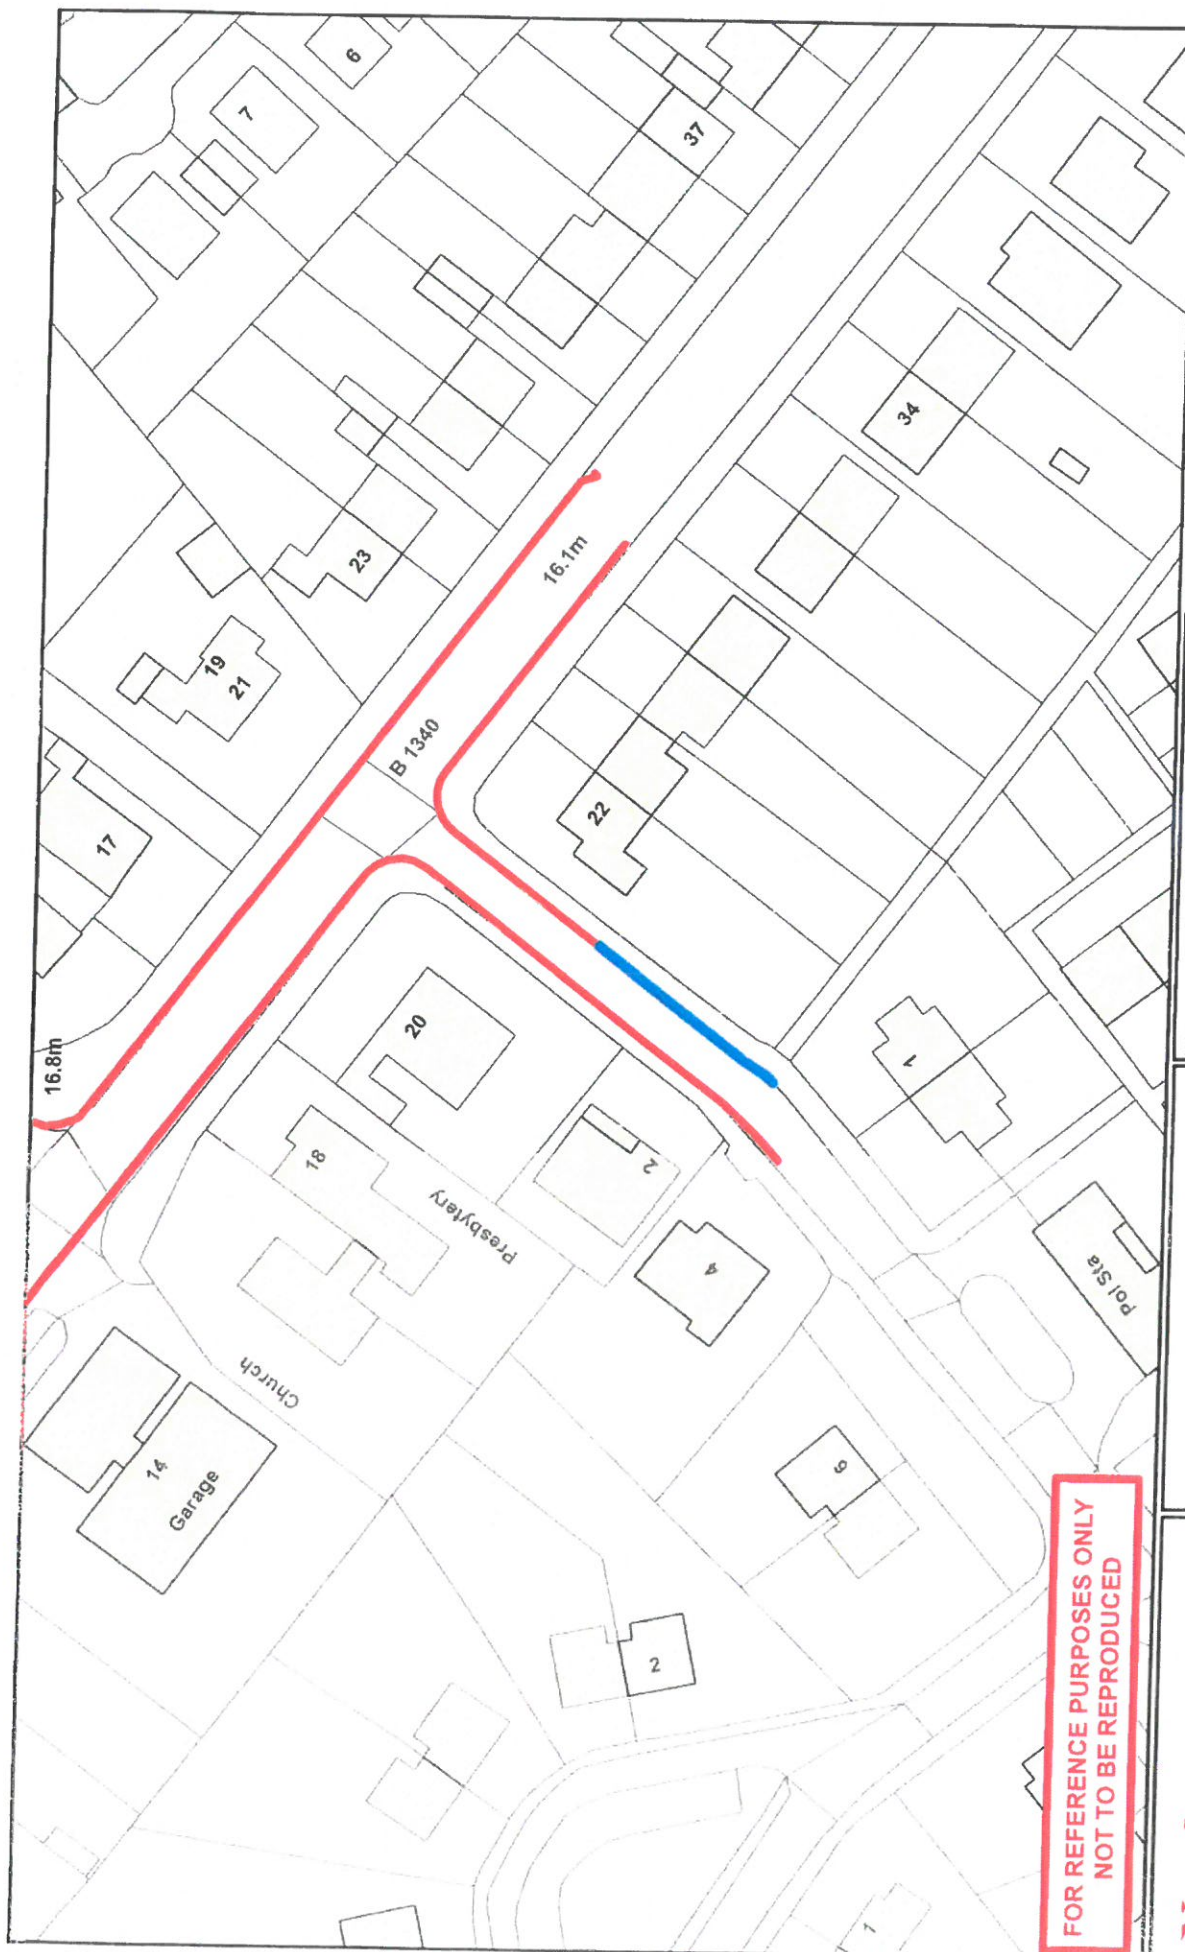 6
7
37
23
19
21
17
16.1m
B 1340
34
22
16.8m
20
18
Presbytery
2
4
1
Pol Sta
Church
14
Garage
6
2
1
FOR REFERENCE PURPOSES ONLY
NOT TO BE REPRODUCED